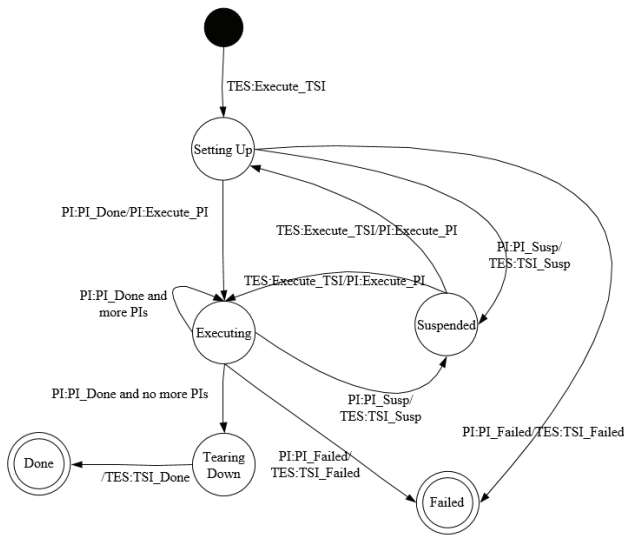 TES:Execute_TSI
Setting Up
PI:PI_Done/PI:Execute_PI
TES:Execute_TSI/PI:Execute_PI
PI:PI_Susp/
TES:TSI_Susp
TES:Execute_TSI/PI:Execute_PI
PI:PI_Done and
more PIs
Executing
Suspended
PI:PI_Done and no more PIs
PI:PI_Susp/
TES:TSI_Susp
PI:PI_Failed/TES:TSI_Failed
Done
/TES:TSI_Done
Tearing
Down
PI:PI_Failed/
TES:TSI_Failed
Failed